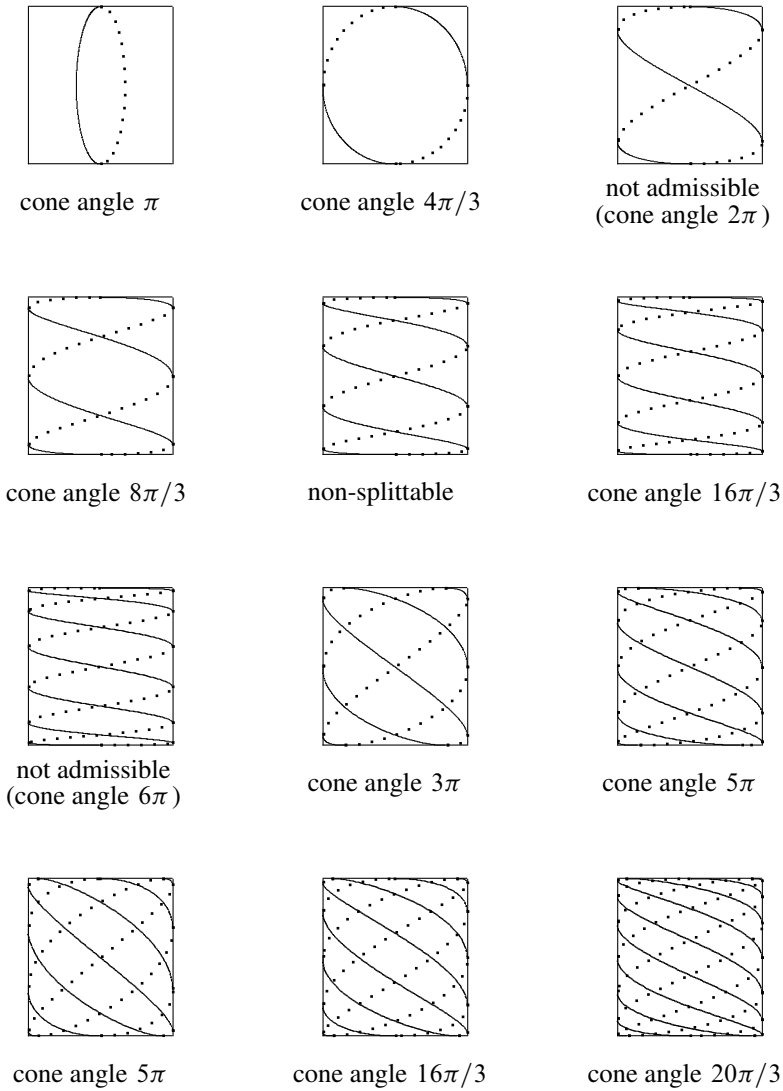 cone angle π
cone angle 4π/3
not admissible
(cone angle 2π)
cone angle 8π/3
non-splittable
cone angle 16π/3
not admissible
(cone angle 6π)
cone angle 3π
cone angle 5π
cone angle 5π
cone angle 16π/3
cone angle 20π/3